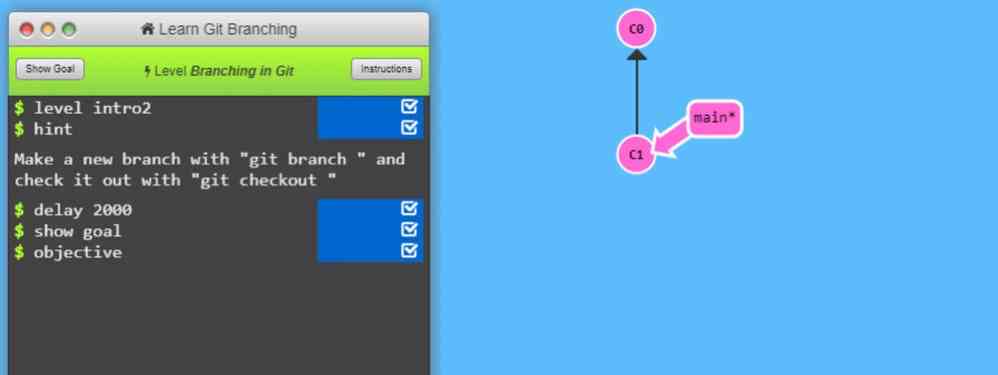 Learn Git Branching
Show Goal
Level Branching in Git
Instructions
$ level intro2
$ hint
Make a new branch with "git branch " and
check it out with "git checkout "
$ delay 2000
$ show goal
$ objective
C0
main*
C1